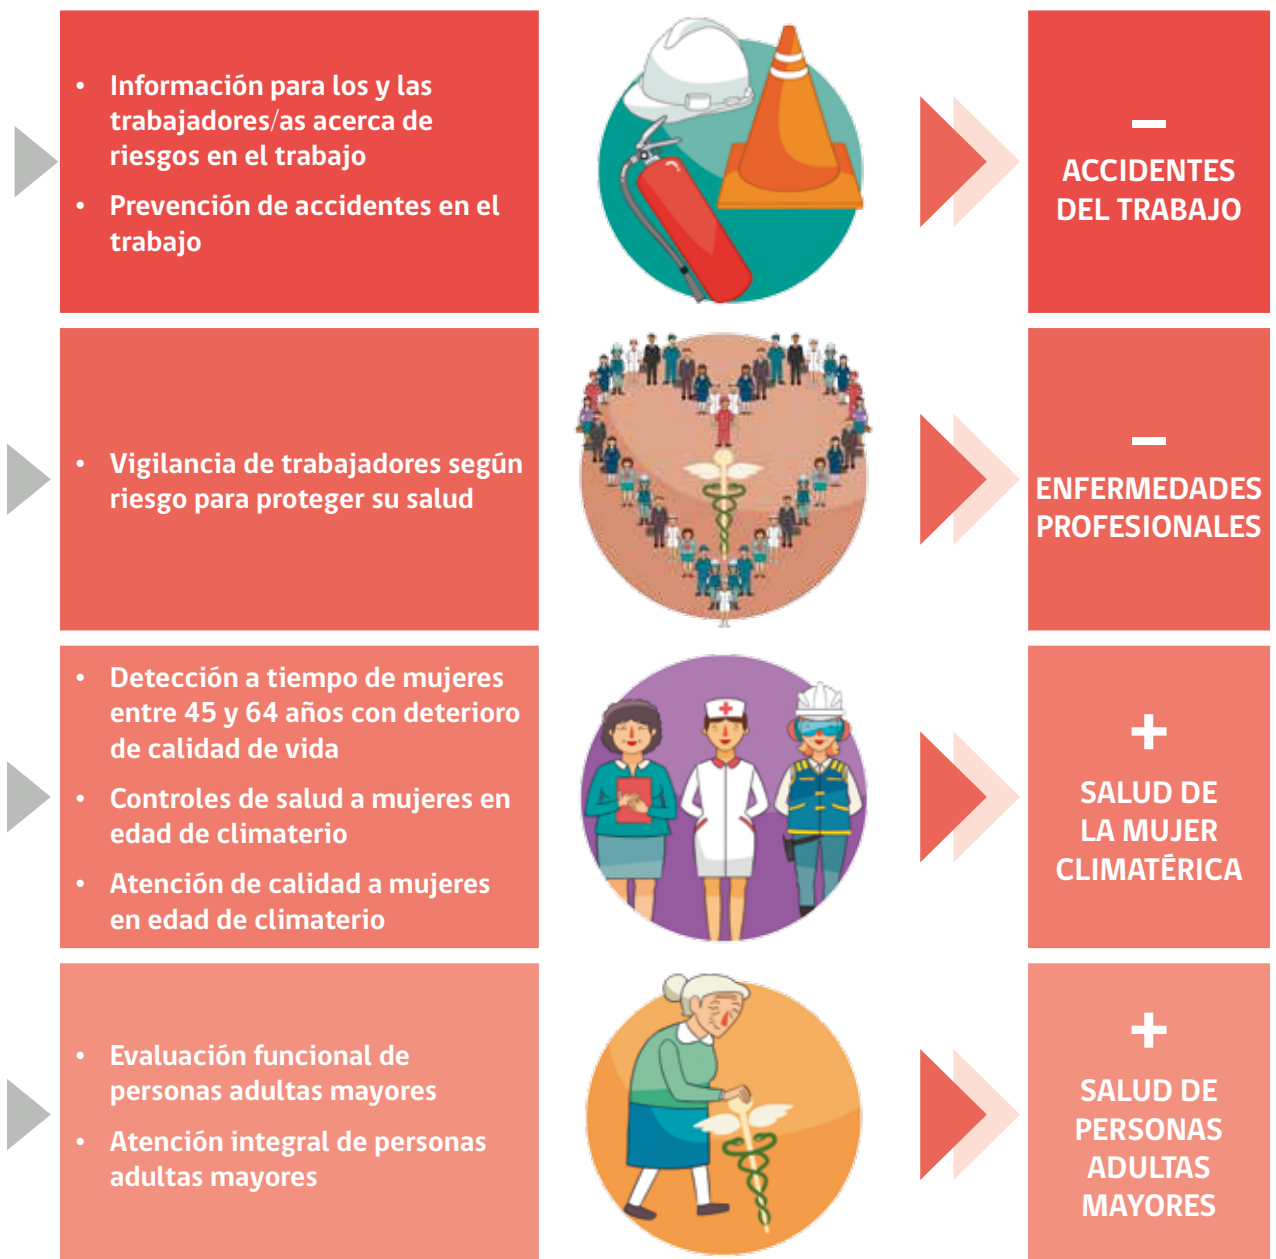 • Información para los y las
trabajadores/as acerca de
riesgos en el trabajo
• Prevención de accidentes en el
trabajo
–
ACCIDENTES
DEL TRABAJO
• Vigilancia de trabajadores según
riesgo para proteger su salud
–
ENFERMEDADES
PROFESIONALES
• Detección a tiempo de mujeres
entre 45 y 64 años con deterioro
de calidad de vida
• Controles de salud a mujeres en
edad de climaterio
• Atención de calidad a mujeres
en edad de climaterio
+
SALUD DE
LA MUJER
CLIMATÉRICA
• Evaluación funcional de
personas adultas mayores
• Atención integral de personas
adultas mayores
+
SALUD DE
PERSONAS
ADULTAS
MAYORES